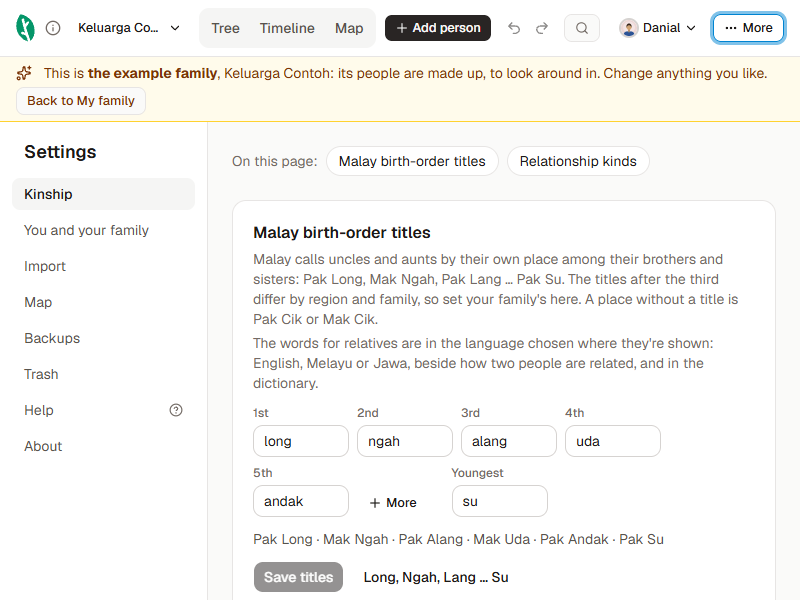 Keluarga Co...
Tree
Timeline
Map
+ Add person
Danial
··· More
This is the example family, Keluarga Contoh: its people are made up, to look around in. Change anything you like.
Back to My family
Settings
Kinship
You and your family
Import
Map
Backups
Trash
Help
About
On this page:
Malay birth-order titles
Relationship kinds
Malay birth-order titles
Malay calls uncles and aunts by their own place among their brothers and
sisters: Pak Long, Mak Ngah, Pak Lang ... Pak Su. The titles after the third
differ by region and family, so set your family's here. A place without a title is
Pak Cik or Mak Cik.
The words for relatives are in the language chosen where they're shown:
English, Melayu or Jawa, beside how two people are related, and in the
dictionary.
1st
2nd
3rd
4th
long
ngah
alang
uda
5th
Youngest
andak
+ More
su
Pak Long · Mak Ngah · Pak Alang · Mak Uda · Pak Andak · Pak Su
Save titles
Long, Ngah, Lang ... Su